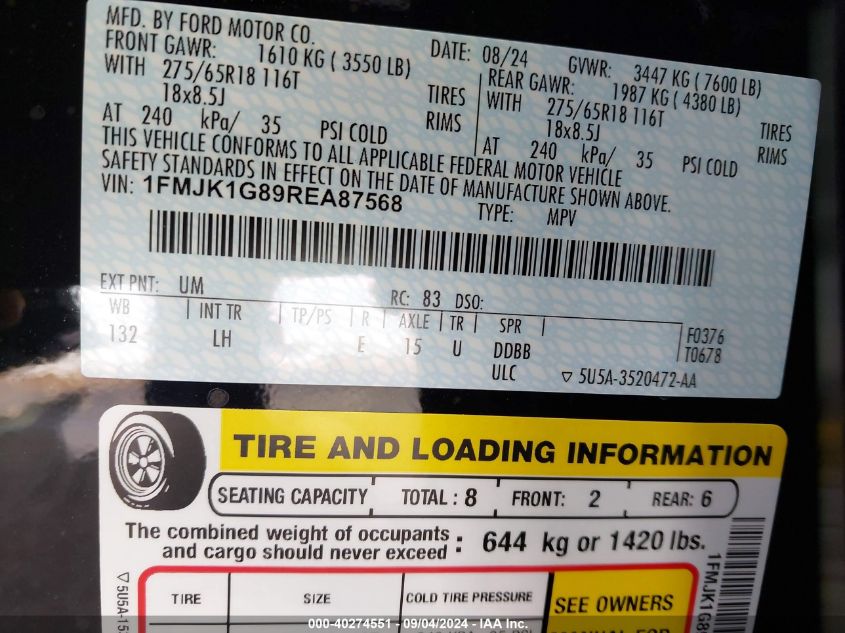 MFD. BY FORD MOTOR CO.
DATE: 08/24 GVWR: 3447 KG ( 7600 LB)
FRONT GAWR: 1610 KG ( 3550 LB)
WITH 275/65R18 116T TIRES
18x8.5J RIMS
AT 240 kPa/ 35 PSI COLD
REAR GAWR: 1987 KG ( 4380 LB)
WITH 275/65R18 116T TIRES
18x8.5J RIMS
AT 240 kPa/ 35 PSI COLD
THIS VEHICLE CONFORMS TO ALL APPLICABLE FEDERAL MOTOR VEHICLE
SAFETY STANDARDS IN EFFECT ON THE DATE OF MANUFACTURE SHOWN ABOVE.
VIN: 1FMJK1G89REA87568
TYPE: MPV
EXT PNT: UM RC: 83 DSO:
WB INT TR TP/PS R AXLE TR SPR
132 LH E 15 U DDBB
ULC
F0376
T0678
5U5A-3520472-AA
TIRE AND LOADING INFORMATION
SEATING CAPACITY TOTAL : 8 FRONT: 2 REAR: 6
The combined weight of occupants
and cargo should never exceed : 644 kg or 1420 lbs.
TIRE SIZE COLD TIRE PRESSURE
SEE OWNERS
MANUAL FOR
5U5A-15
1FMJK1G8
000-40274551 - 09/04/2024 - IAA Inc.